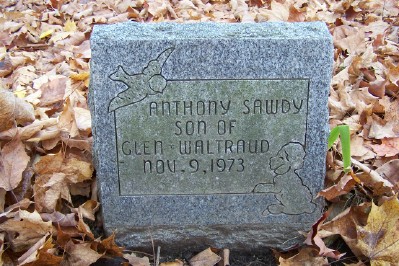 ANTHONY SAWDY
SON OF
GLEN · WALTRAUD
NOV. 9, 1973